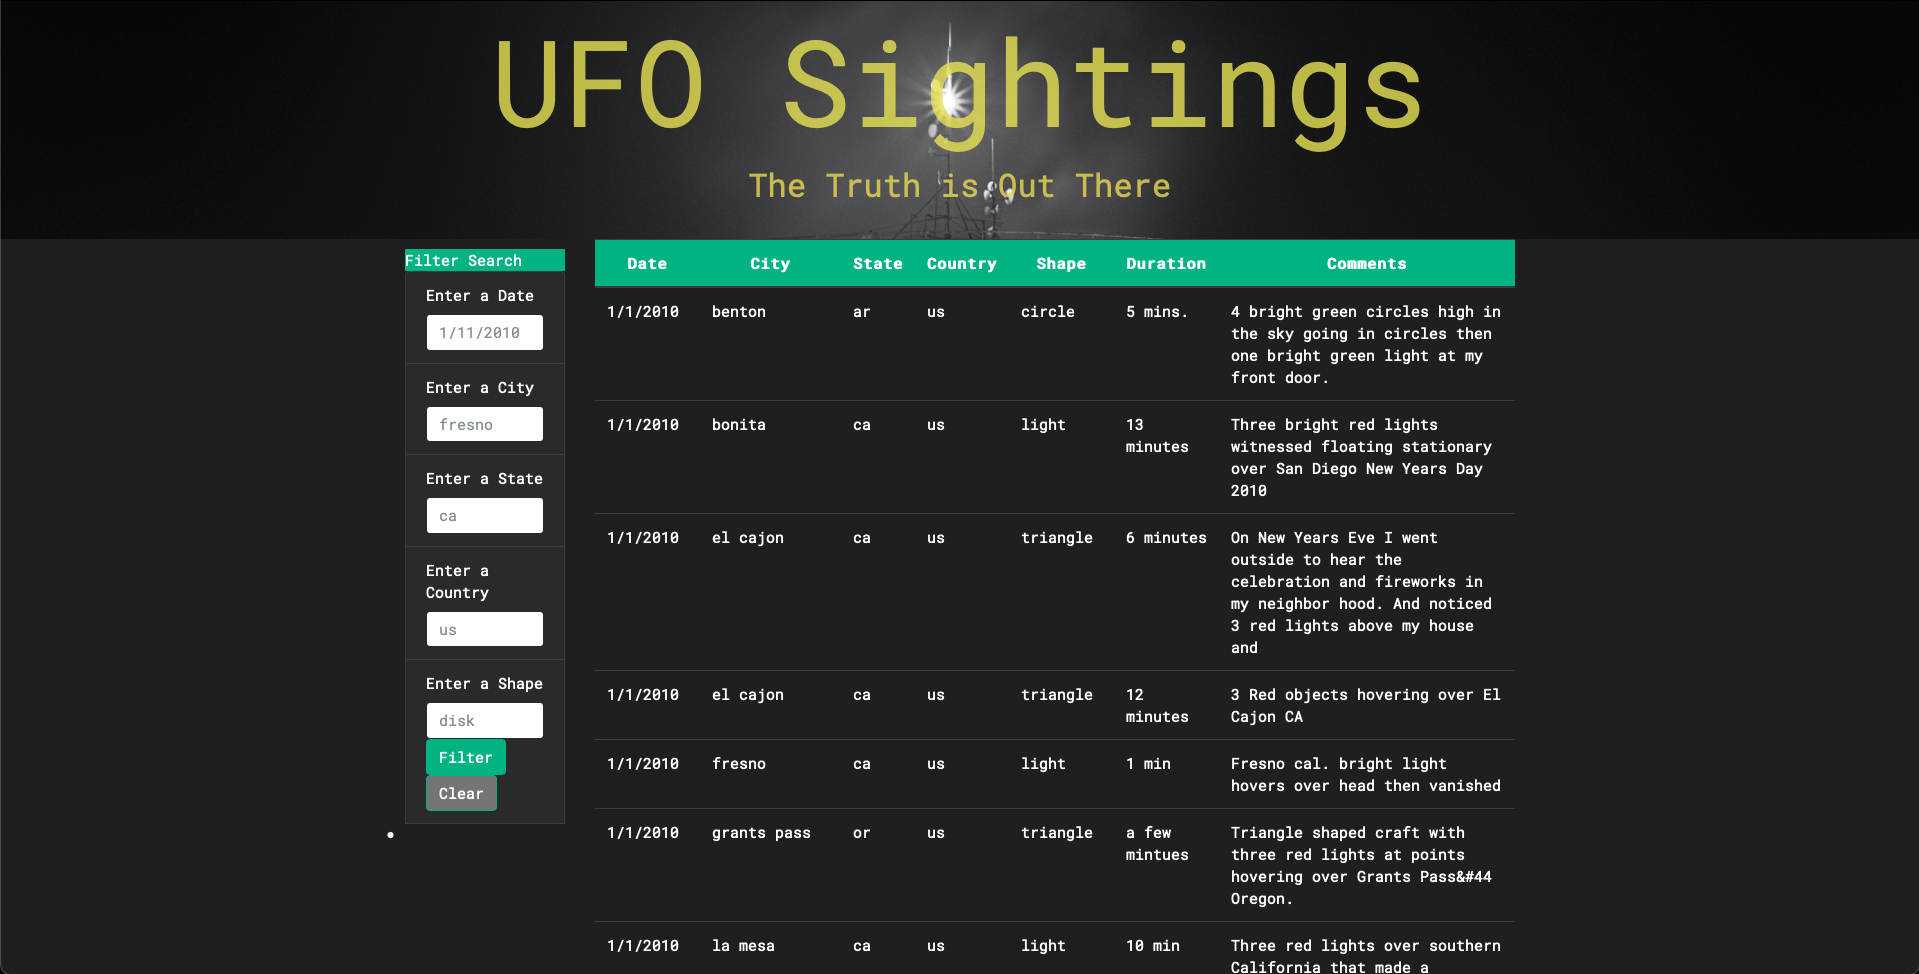 UFO Sightings
The Truth is Out There
Filter Search
Enter a Date
1/11/2010
Enter a City
fresno
Enter a State
ca
Enter a
Country
us
Enter a Shape
disk
Filter
Clear
Date City State Country Shape Duration Comments
1/1/2010 benton ar us circle 5 mins. 4 bright green circles high in
the sky going in circles then
one bright green light at my
front door.
1/1/2010 bonita ca us light 13 Three bright red lights
minutes witnessed floating stationary
over San Diego New Years Day
2010
1/1/2010 el cajon ca us triangle 6 minutes On New Years Eve I went
outside to hear the
celebration and fireworks in
my neighbor hood. And noticed
3 red lights above my house
and
1/1/2010 el cajon ca us triangle 12 3 Red objects hovering over El
minutes Cajon CA
1/1/2010 fresno ca us light 1 min Fresno cal. bright light
hovers over head then vanished
1/1/2010 grants pass or us triangle a few Triangle shaped craft with
mintues three red lights at points
hovering over Grants Pass&#44
Oregon.
1/1/2010 la mesa ca us light 10 min Three red lights over southern
California that made a